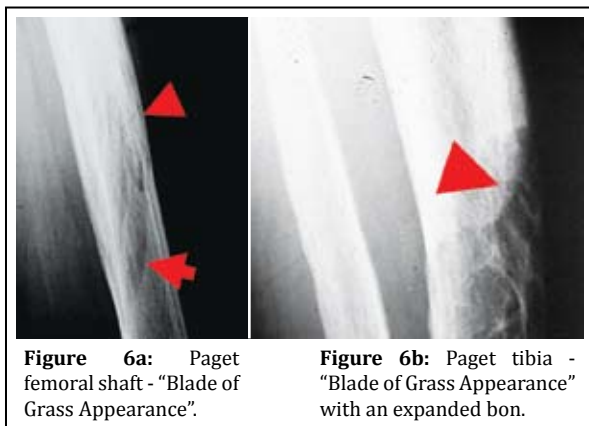 Figure 6a: Paget
femoral shaft - “Blade of
Grass Appearance”.
Figure 6b: Paget tibia -
“Blade of Grass Appearance”
with an expanded bon.